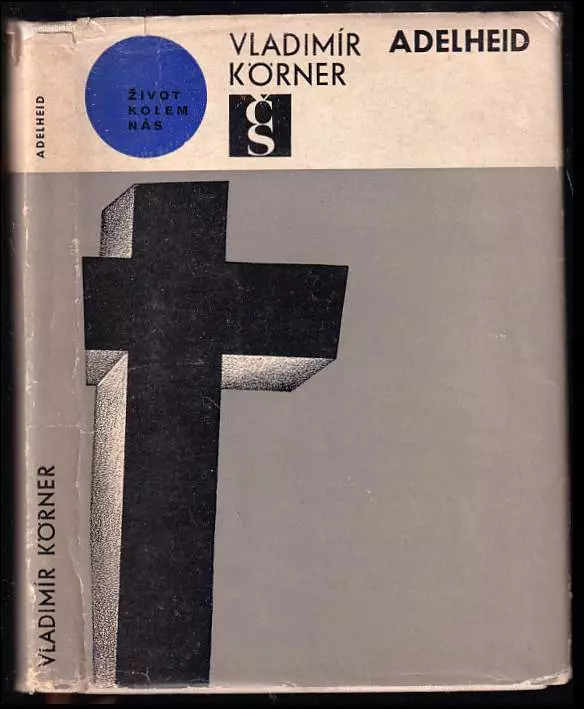 VLADIMÍR
KÖRNER
ADELHEID
ŽIVOT
KOLEM
NÁS
ČS
ADELHEID
VLADIMÍR KÖRNER